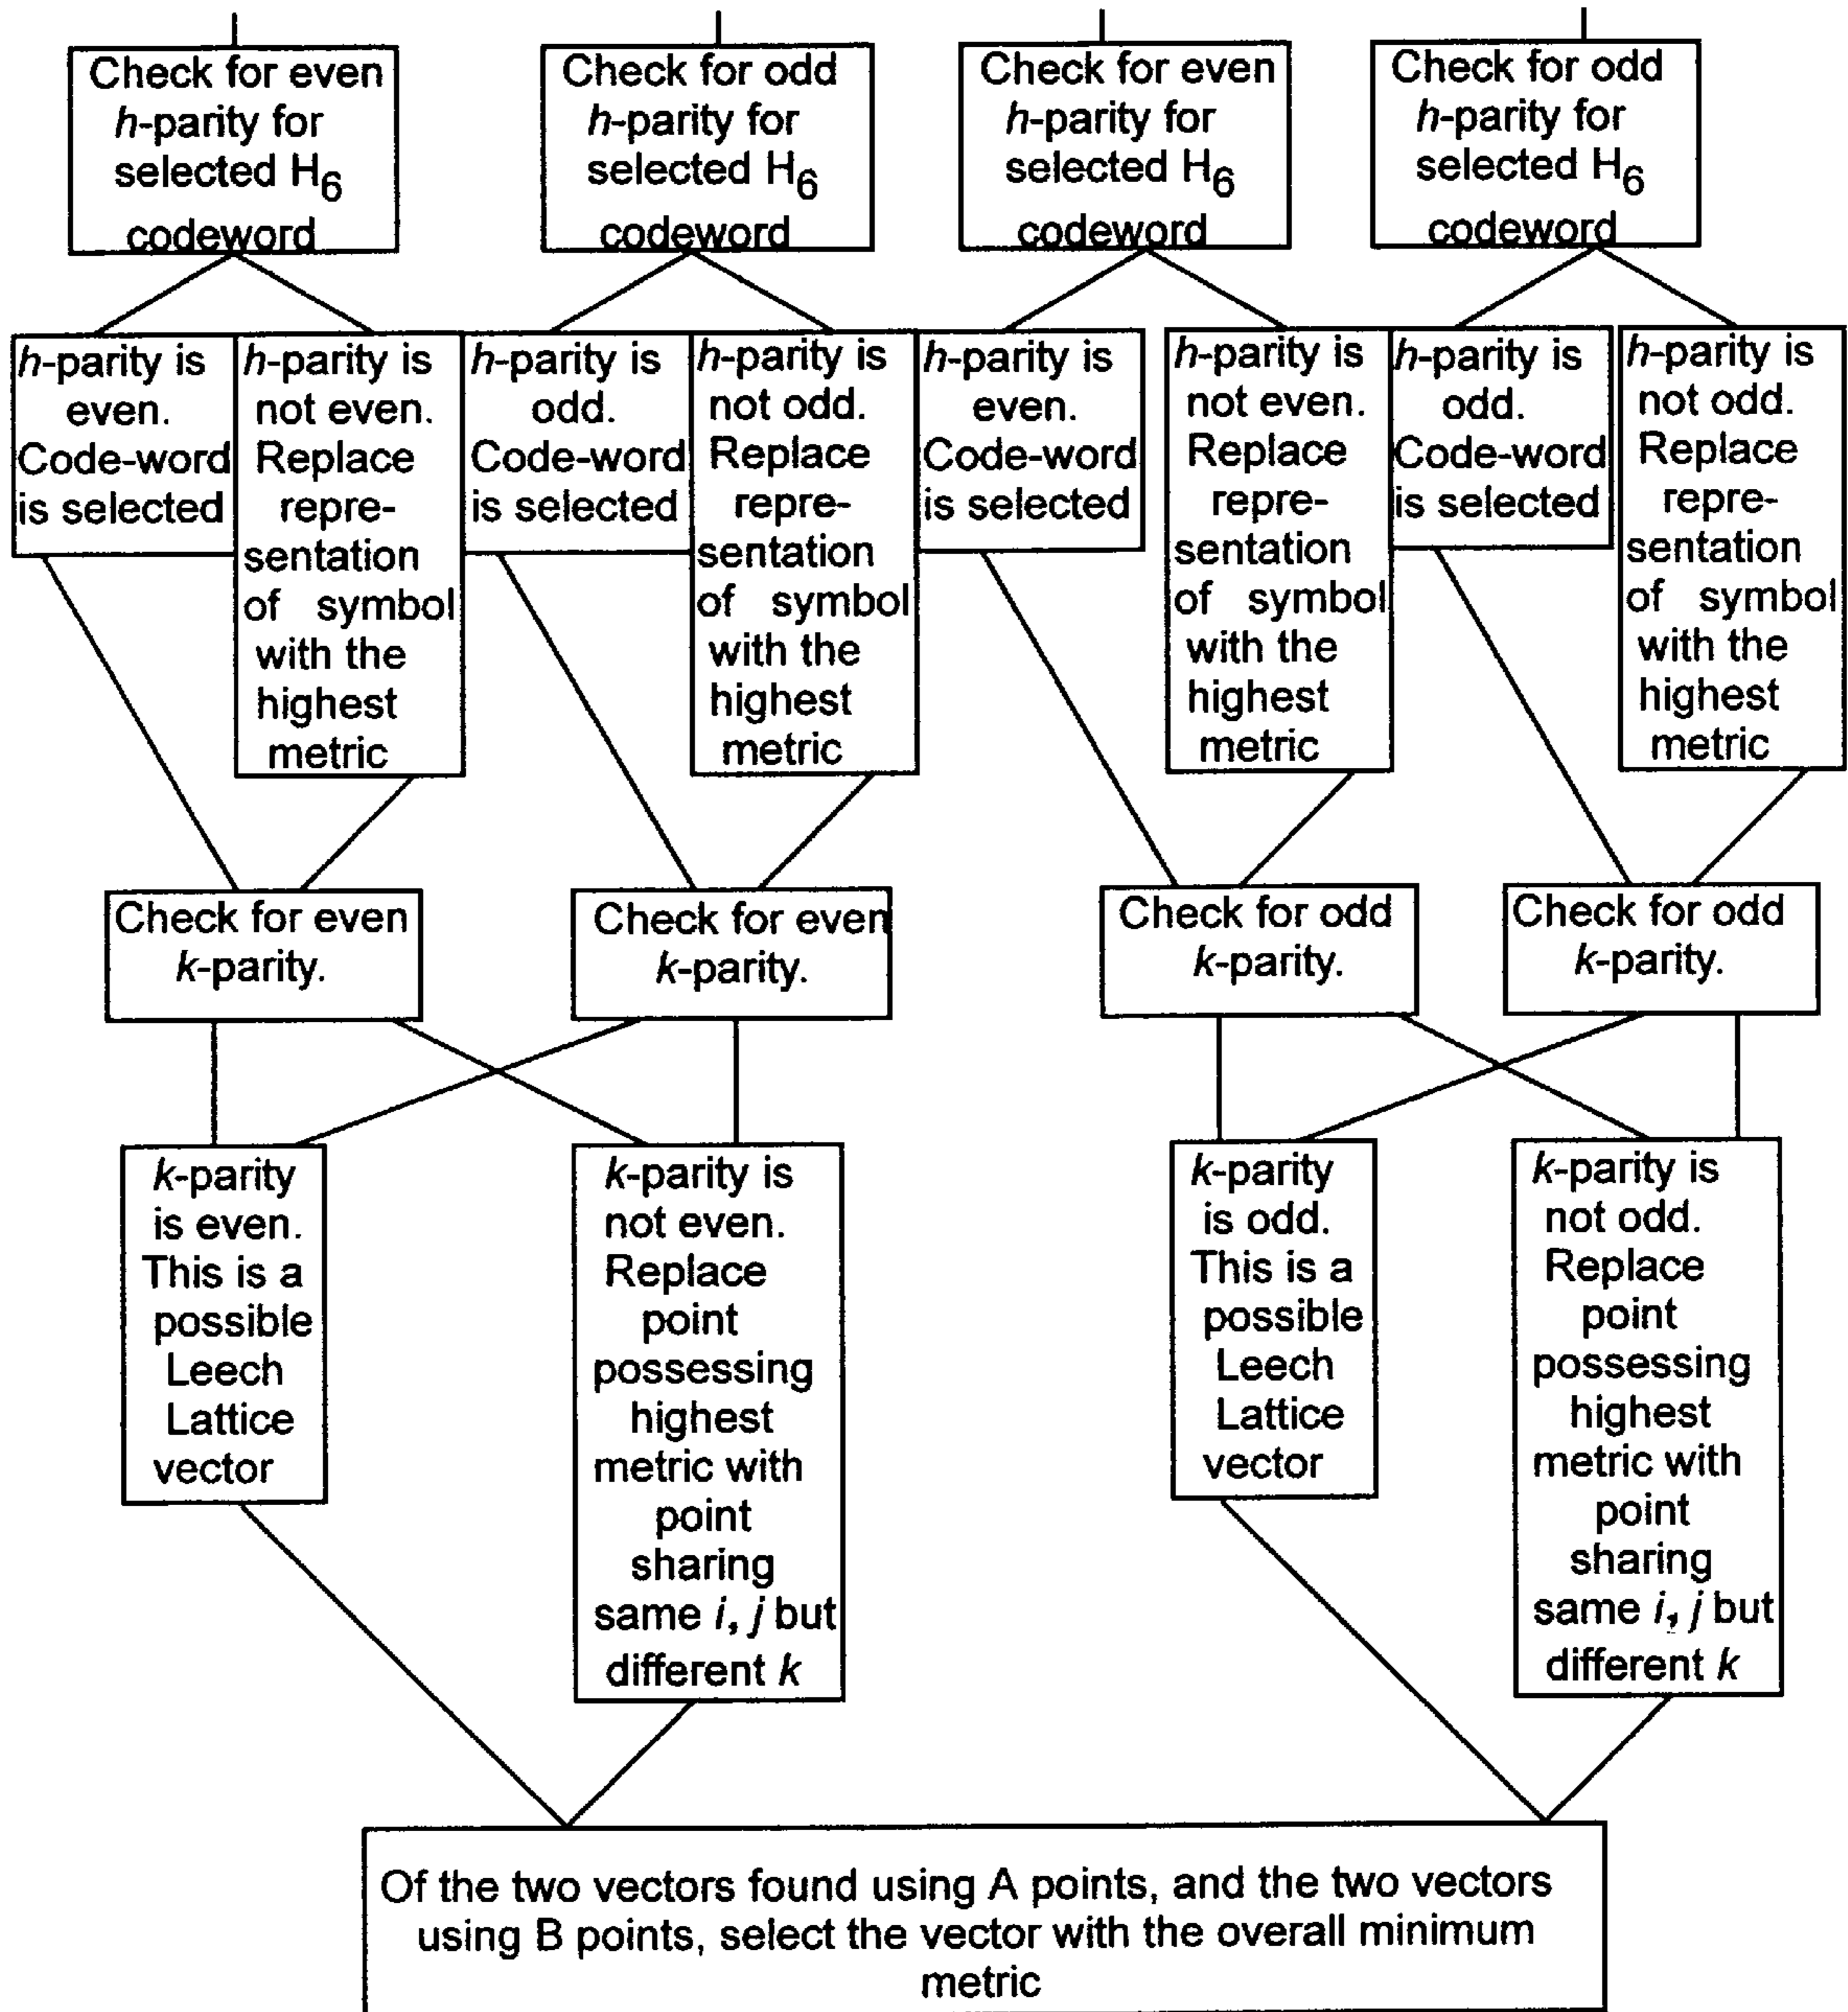 Check for even
h-parity for
selected H6
codeword
Check for odd
h-parity for
selected H6
codeword
Check for even
h-parity for
selected H6
codeword
Check for odd
h-parity for
selected H6
codeword
h-parity is
even.
Code-word
is selected
h-parity is
not even.
Replace
repre-
sentation
of symbol
with the
highest
metric
h-parity is
odd.
Code-word
is selected
h-parity is
not odd.
Replace
repre-
sentation
of symbol
with the
highest
metric
h-parity is
even.
Code-word
is selected
h-parity is
not even.
Replace
repre-
sentation
of symbol
with the
highest
metric
h-parity is
odd.
Code-word
is selected
h-parity is
not odd.
Replace
repre-
sentation
of symbol
with the
highest
metric
Check for even
k-parity.
Check for even
k-parity.
Check for odd
k-parity.
Check for odd
k-parity.
k-parity
is even.
This is a
possible
Leech
Lattice
vector
k-parity is
not even.
Replace
point
possessing
highest
metric with
point
sharing
same i, j but
different k
k-parity
is odd.
This is a
possible
Leech
Lattice
vector
k-parity is
not odd.
Replace
point
possessing
highest
metric with
point
sharing
same i, j but
different k
Of the two vectors found using A points, and the two vectors
using B points, select the vector with the overall minimum
metric